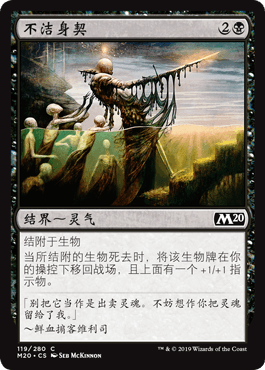 不洁身契 2
结界～灵气 M20
结附于生物
当所结附的生物死去时，将该生物牌在你
的操控下移回战场，且上面有一个 +1/+1 指
示物。
「别把它当作是出卖灵魂。不妨想作你把灵魂
留给了我。」
～鲜血掮客维利司
119/280 C
M20 • CS SEB MCKINNON
™ & © 2019 Wizards of the Coast